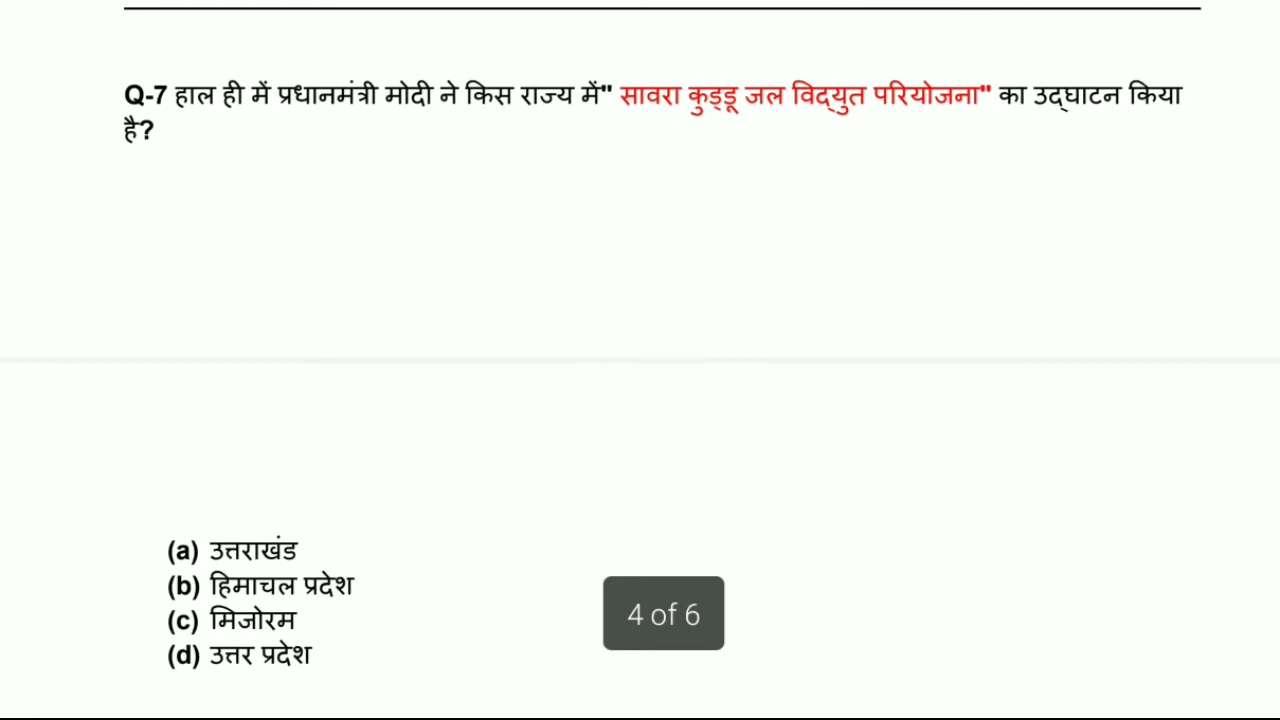 Q-7 हाल ही में प्रधानमंत्री मोदी ने किस राज्य में" सावरा कुड्डू जल विद्युत परियोजना" का उद्घाटन किया
है?
(a) उत्तराखंड
(b) हिमाचल प्रदेश
(c) मिजोरम
(d) उत्तर प्रदेश
4 of 6